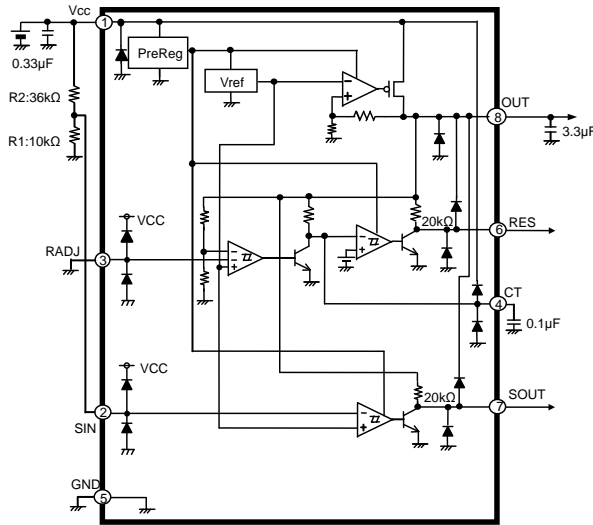 Vcc
1
0.33µF
PreReg
Vref
R2:36kΩ
R1:10kΩ
OUT
8
3.3µF
VCC
20kΩ
RES
6
RADJ
3
CT
4
0.1µF
VCC
20kΩ
SOUT
7
2
SIN
GND
5